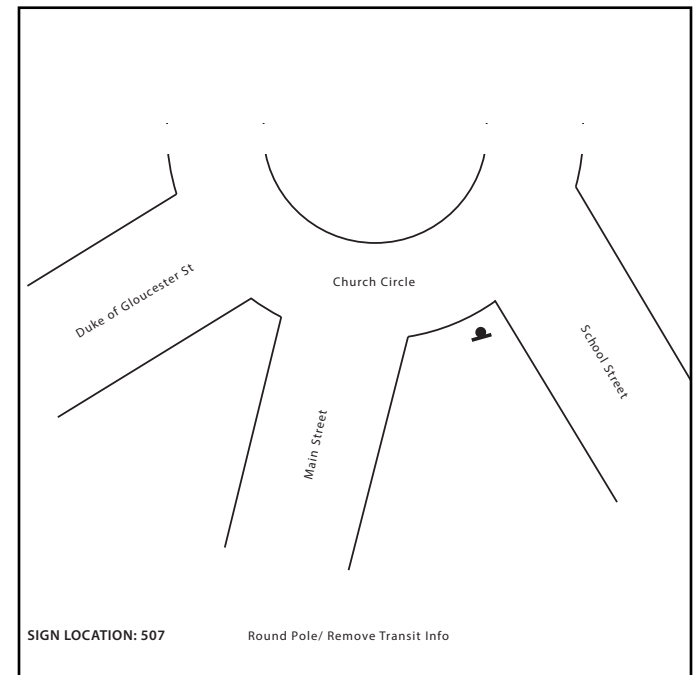 Church Circle
Duke of Gloucester St
School Street
Main Street
SIGN LOCATION: 507
Round Pole/ Remove Transit Info